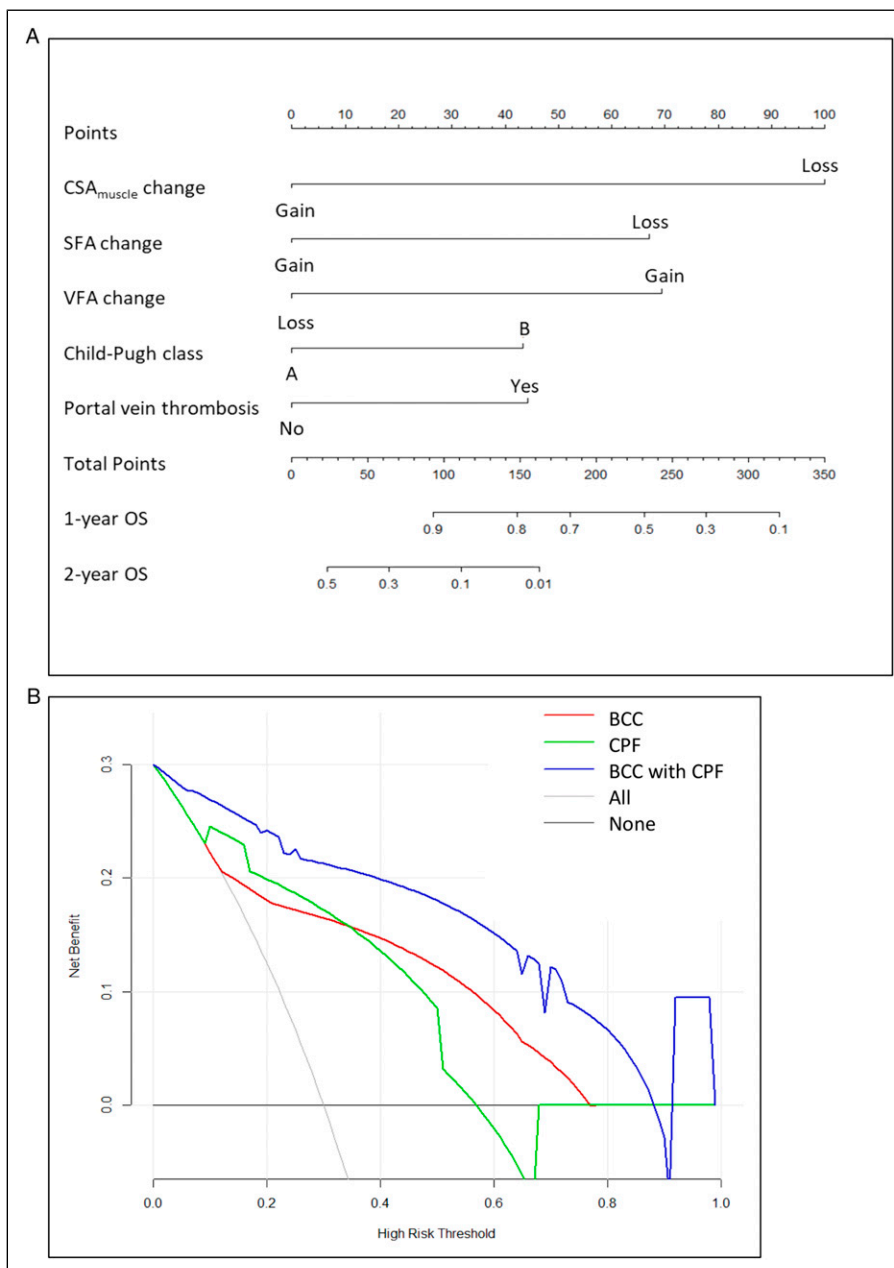 A
0 10 20 30 40 50 60 70 80 90 100
Points
Loss
CSAmuscle change
Gain
Loss
SFA change
Gain
Gain
VFA change
Loss
B
Child-Pugh class
A
Yes
Portal vein thrombosis
No
Total Points
0 50 100 150 200 250 300 350
1-year OS
0.9 0.8 0.7 0.5 0.3 0.1
2-year OS
0.5 0.3 0.1 0.01
B
BCC
CPF
BCC with CPF
All
None
0.3
0.2
0.1
0.0
Net Benefit
0.0 0.2 0.4 0.6 0.8 1.0
High Risk Threshold